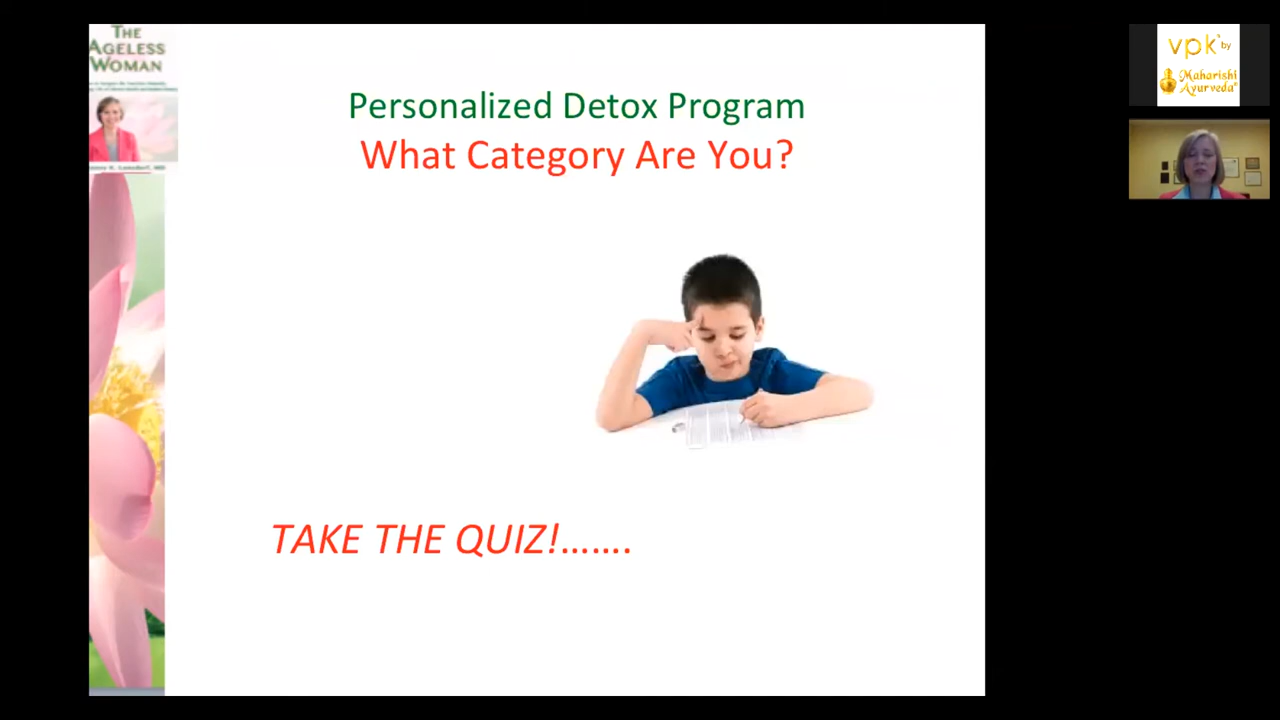 THE
AGELESS
WOMAN
Personalized Detox Program
What Category Are You?
TAKE THE QUIZ!.......
vpk® by
Maharishi
Ayurveda®